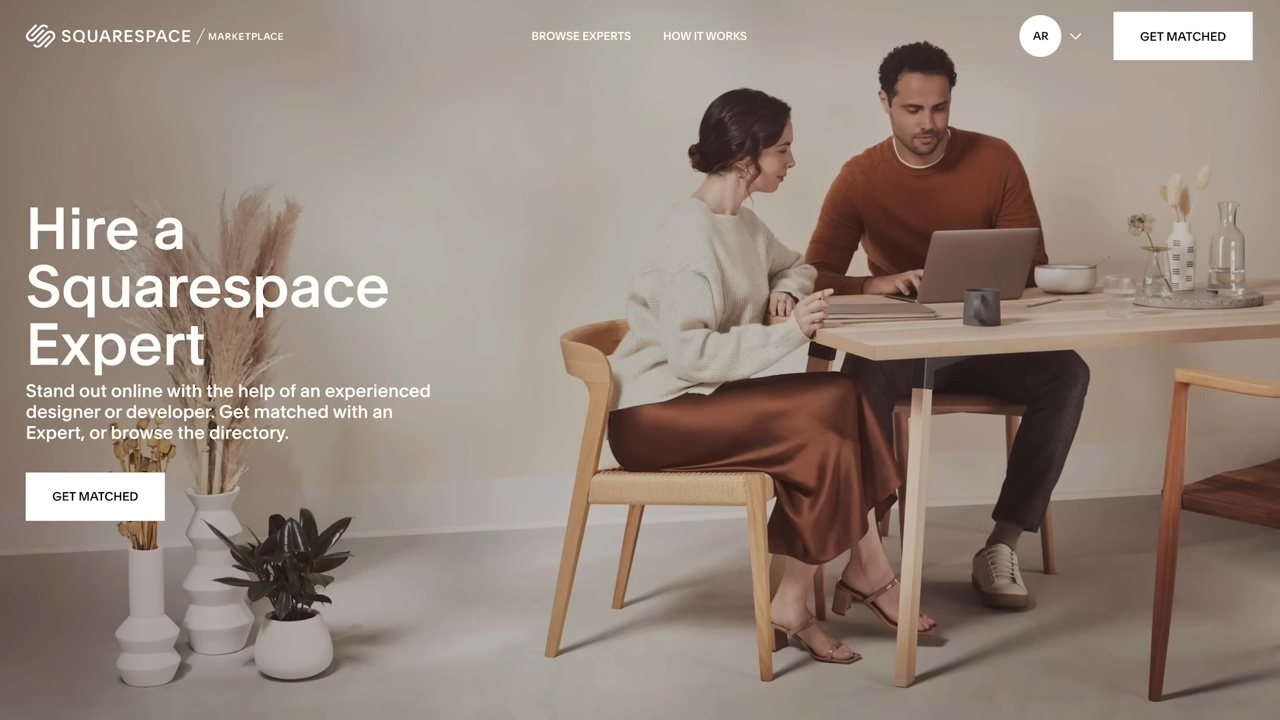 SQUARESPACE / MARKETPLACE
BROWSE EXPERTS
HOW IT WORKS
AR
GET MATCHED
Hire a
Squarespace
Expert
Stand out online with the help of an experienced
designer or developer. Get matched with an
Expert, or browse the directory.
GET MATCHED